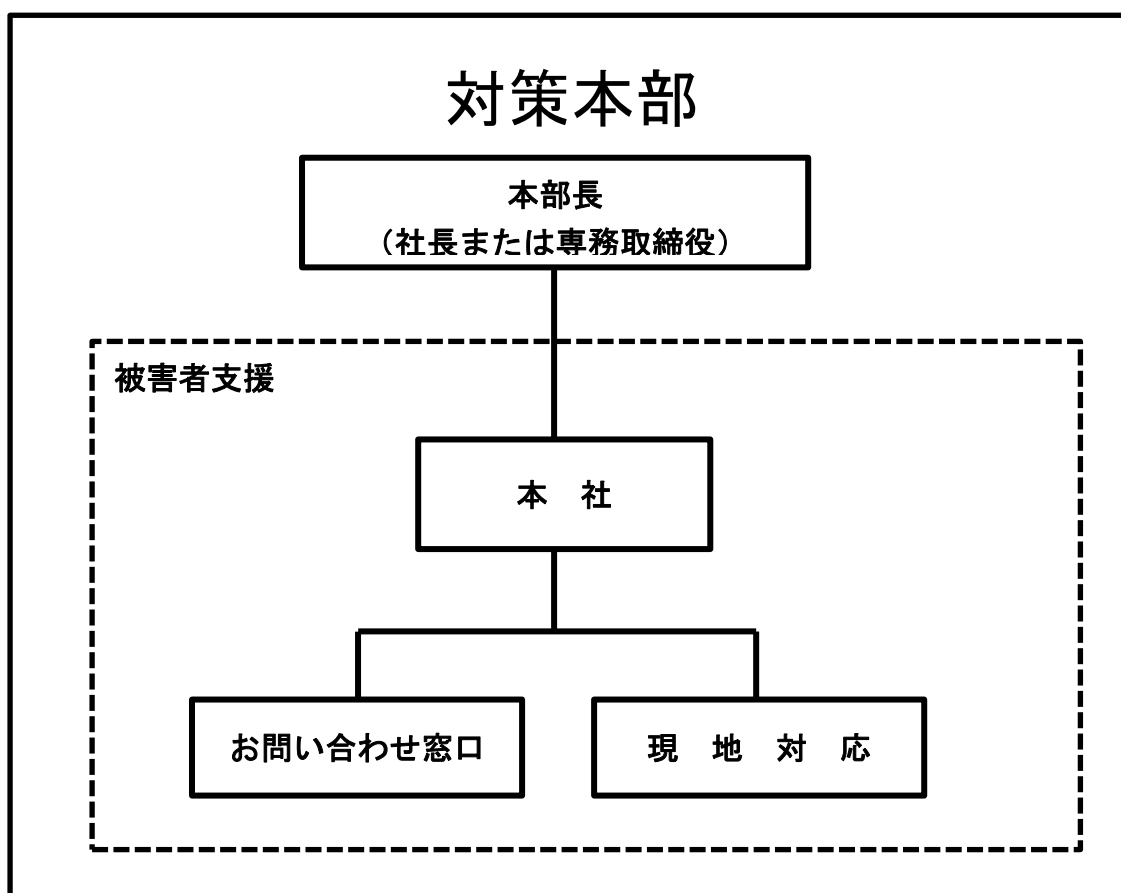 対策本部
本部長
（社長または専務取締役）
被害者支援
本　社
お問い合わせ窓口
現　地　対　応